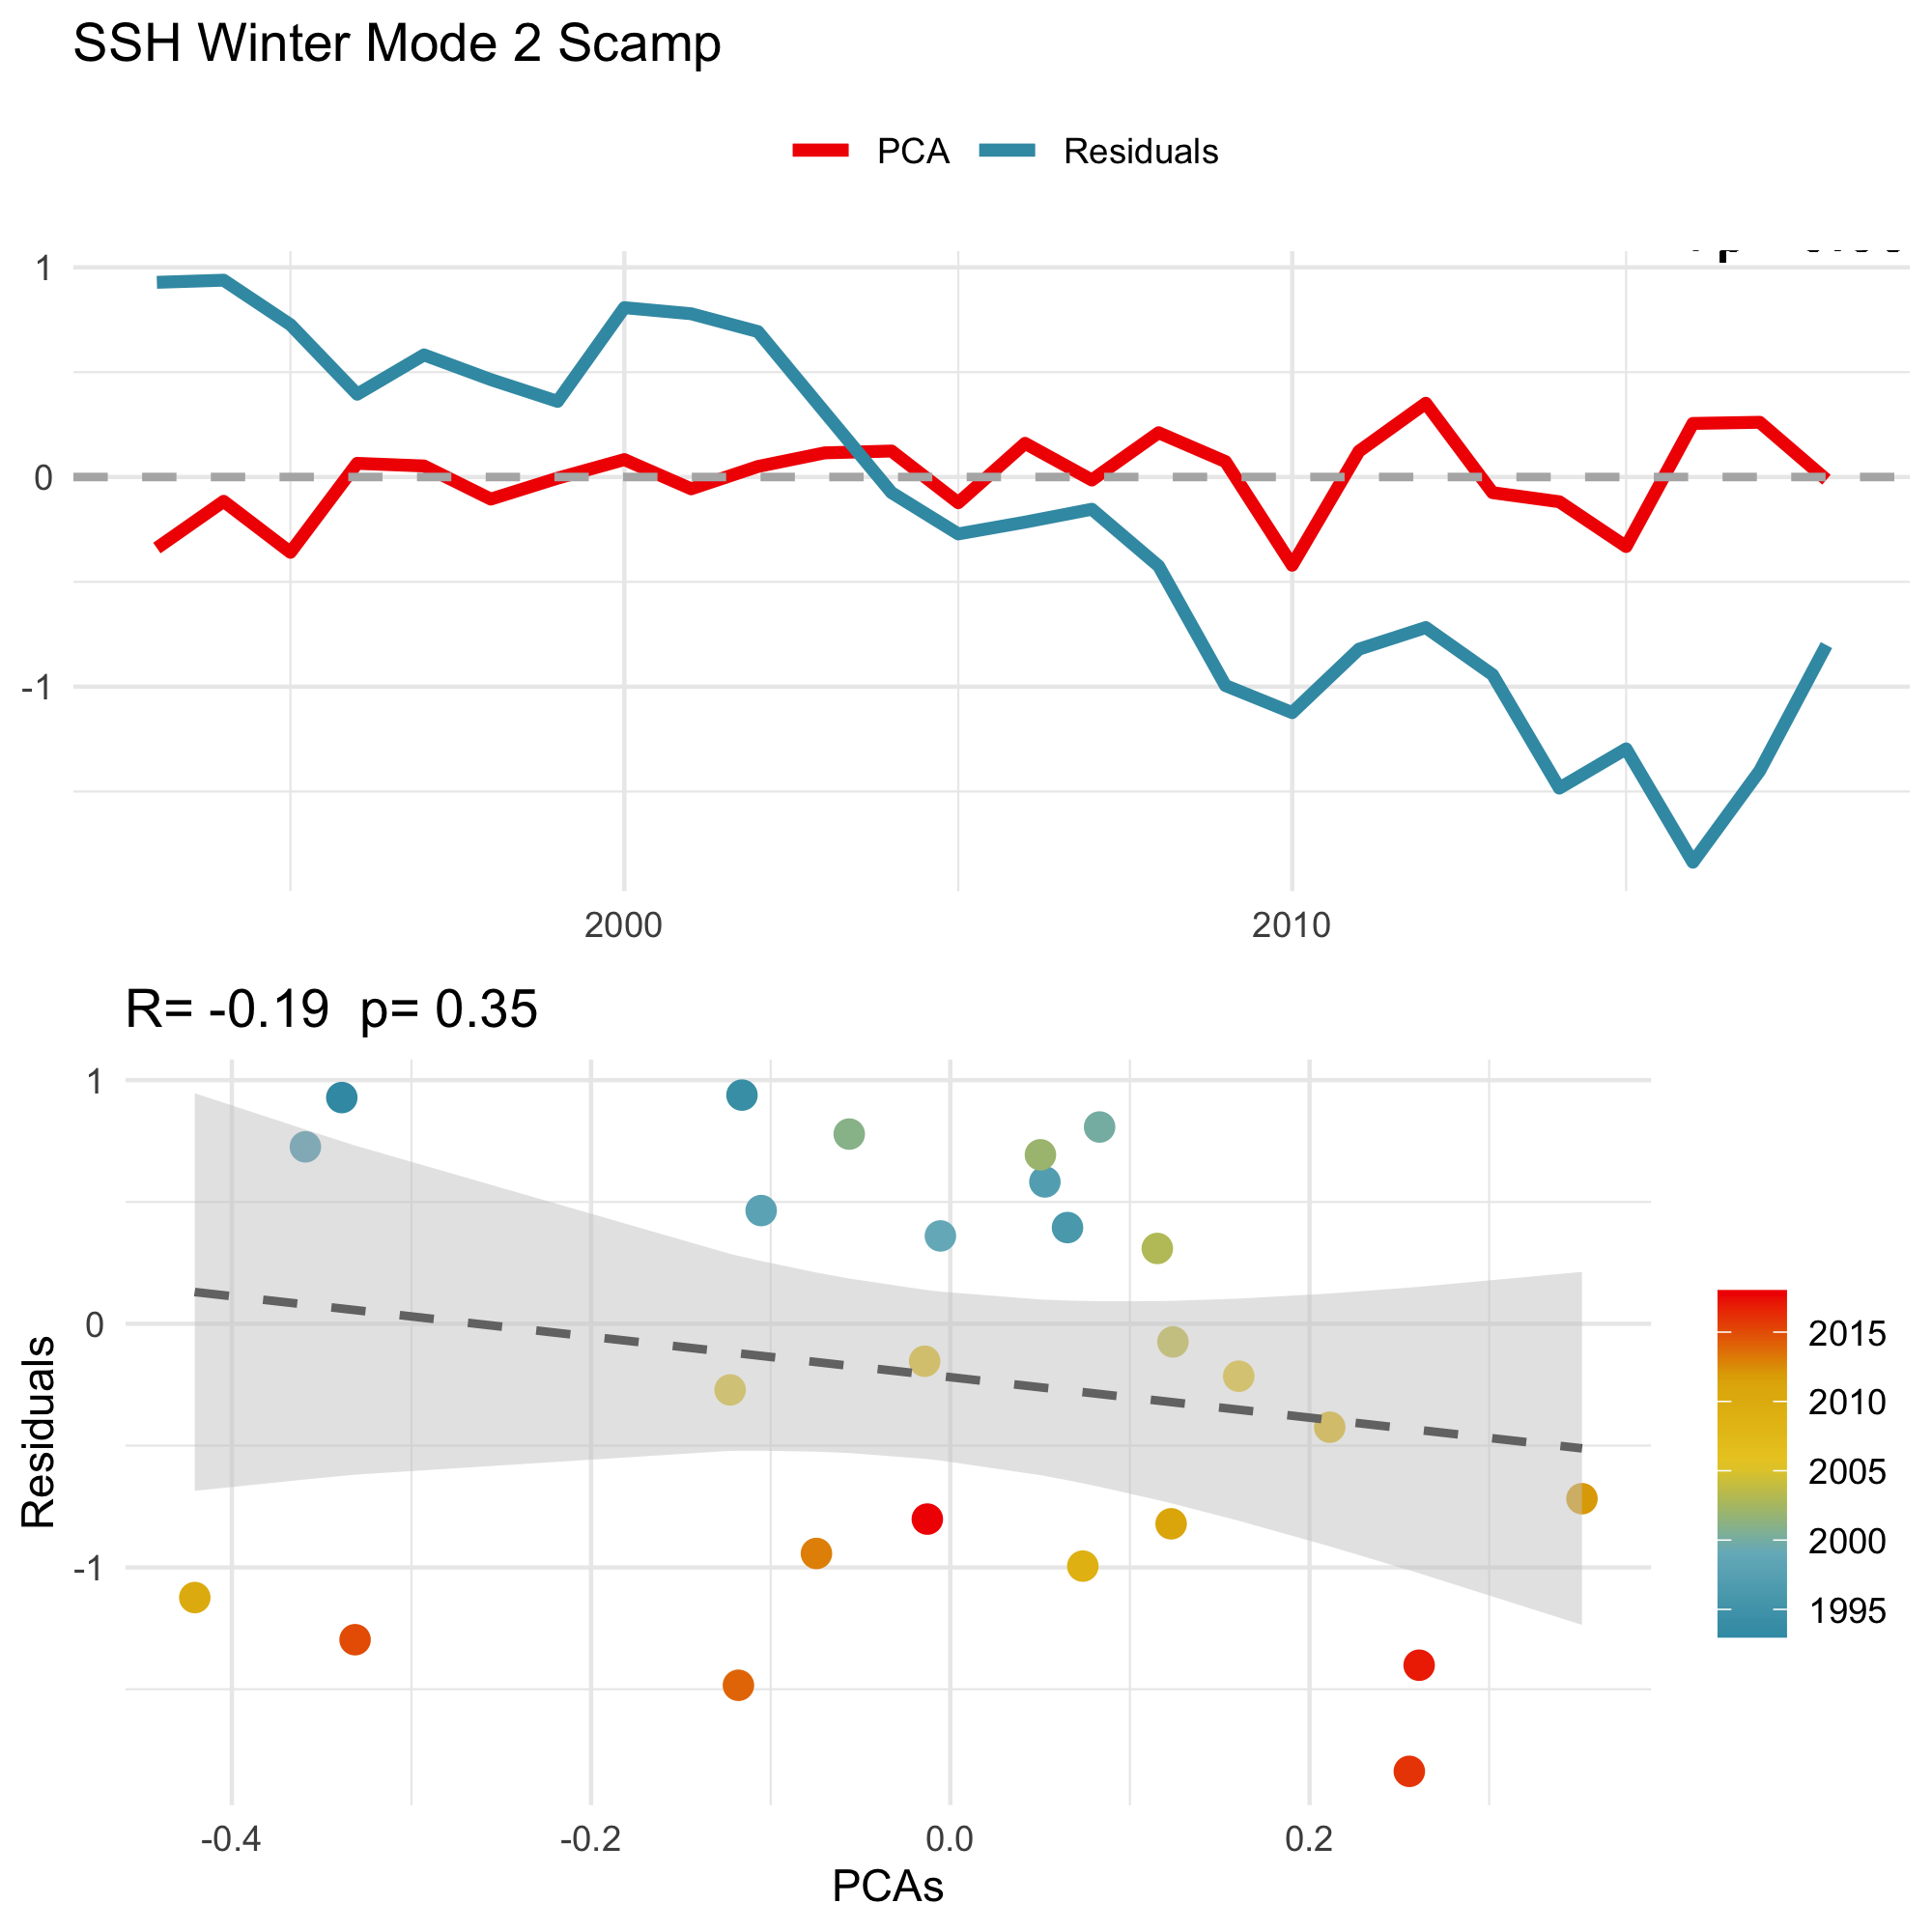 SSH Winter Mode 2 Scamp
PCA Residuals
1
0
-1
2000 2010
R= -0.19 p= 0.35
1
0
-1
Residuals
-0.4 -0.2 0.0 0.2
PCAs
2015
2010
2005
2000
1995